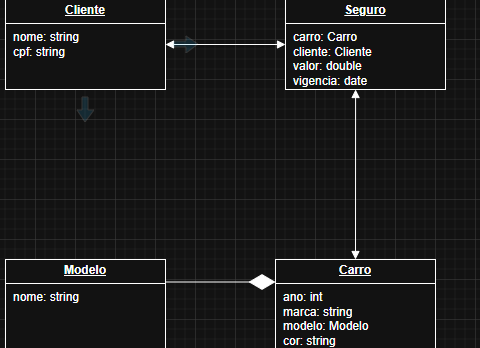 Cliente
nome: string
cpf: string
Seguro
carro: Carro
cliente: Cliente
valor: double
vigencia: date
Modelo
nome: string
Carro
ano: int
marca: string
modelo: Modelo
cor: string